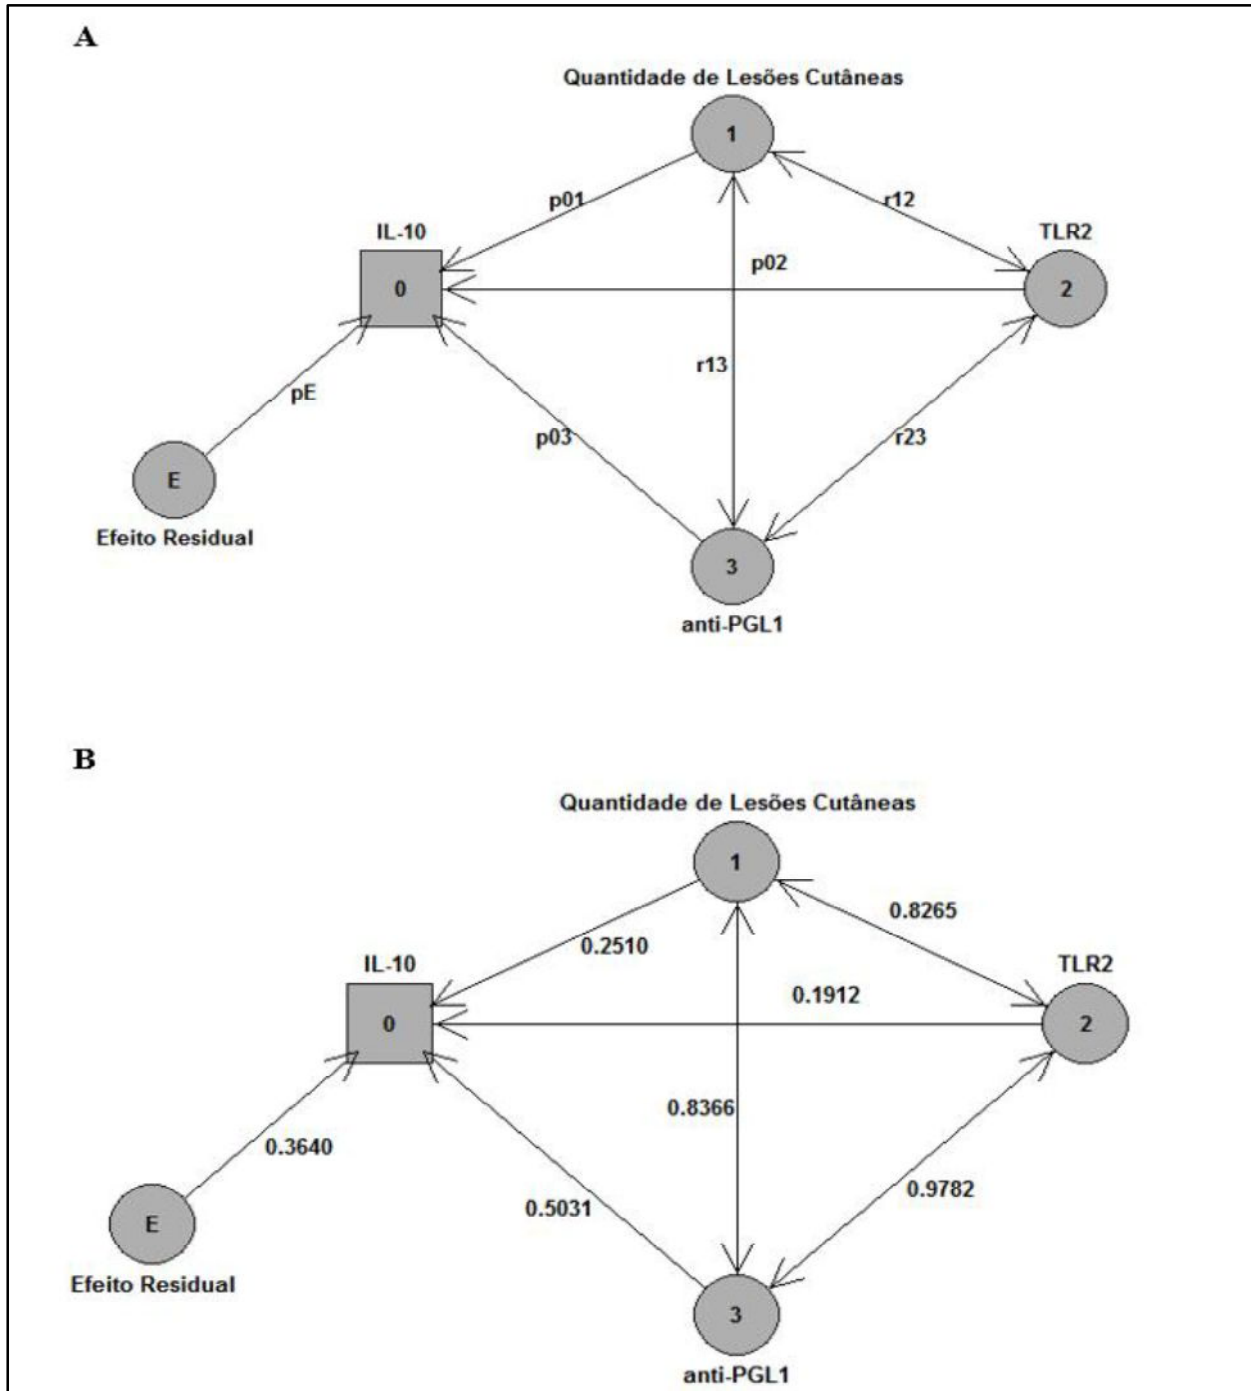 A
Quantidade de Lesões Cutâneas
1
p01
r12
IL-10
TLR2
p02
0
2
r13
pE
p03
r23
E
Efeito Residual
3
anti-PGL1
B
Quantidade de Lesões Cutâneas
1
0.8265
0.2510
IL-10
TLR2
0.1912
0
2
0.8366
0.3640
0.9782
0.5031
E
Efeito Residual
3
anti-PGL1